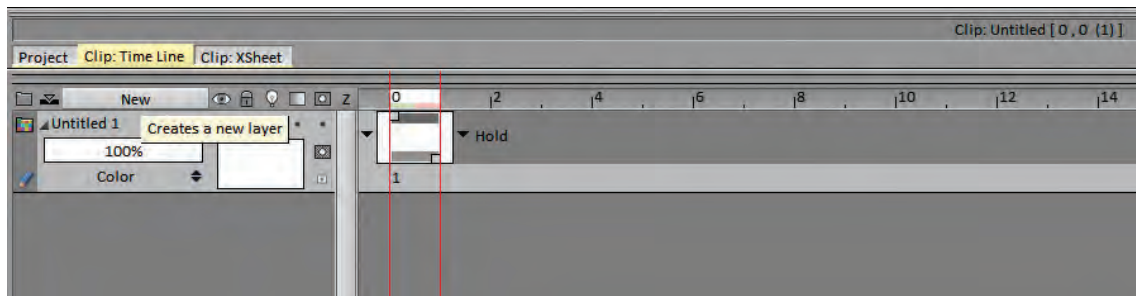 Clip: Untitled [ 0 , 0 (1) ]
Project Clip: Time Line Clip: XSheet
New Z 0 2 4 6 8 10 12 14
Untitled 1 Creates a new layer
Hold
100%
Color 1